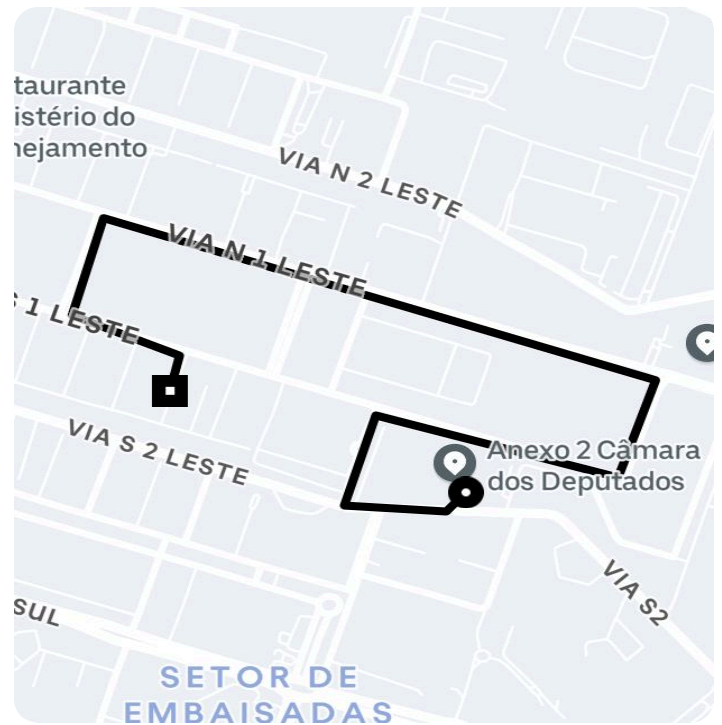 taurante
istério do
nejamento
VIA N 2 LESTE
VIA N 1 LESTE
S 1 LESTE
VIA S 2 LESTE
Anexo 2 Câmara
dos Deputados
VIA S2
SUL
SETOR DE
EMBAISADAS